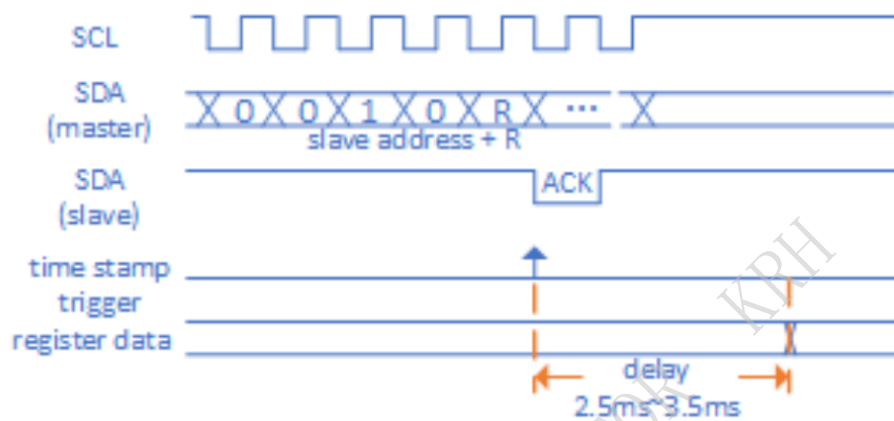 SCL
SDA
(master)
0 0 1 0 R ...
slave address + R
SDA
(slave)
ACK
time stamp
trigger
register data
delay
2.5ms~3.5ms
KRH